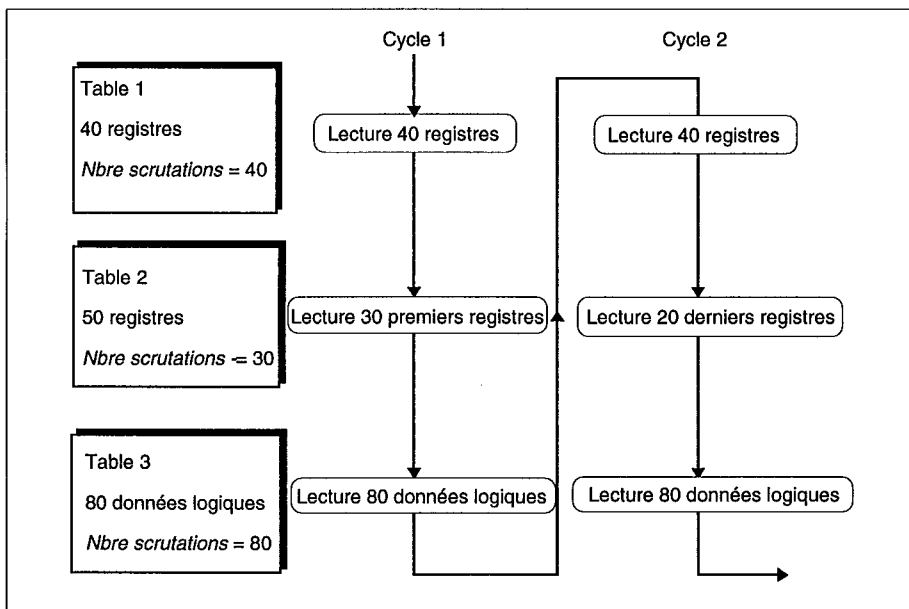 Cycle 1
Cycle 2
Table 1
40 registres
Nbre scrutations = 40
Lecture 40 registres
Lecture 40 registres
Table 2
50 registres
Nbre scrutations = 30
Lecture 30 premiers registres
Lecture 20 derniers registres
Table 3
80 données logiques
Nbre scrutations = 80
Lecture 80 données logiques
Lecture 80 données logiques